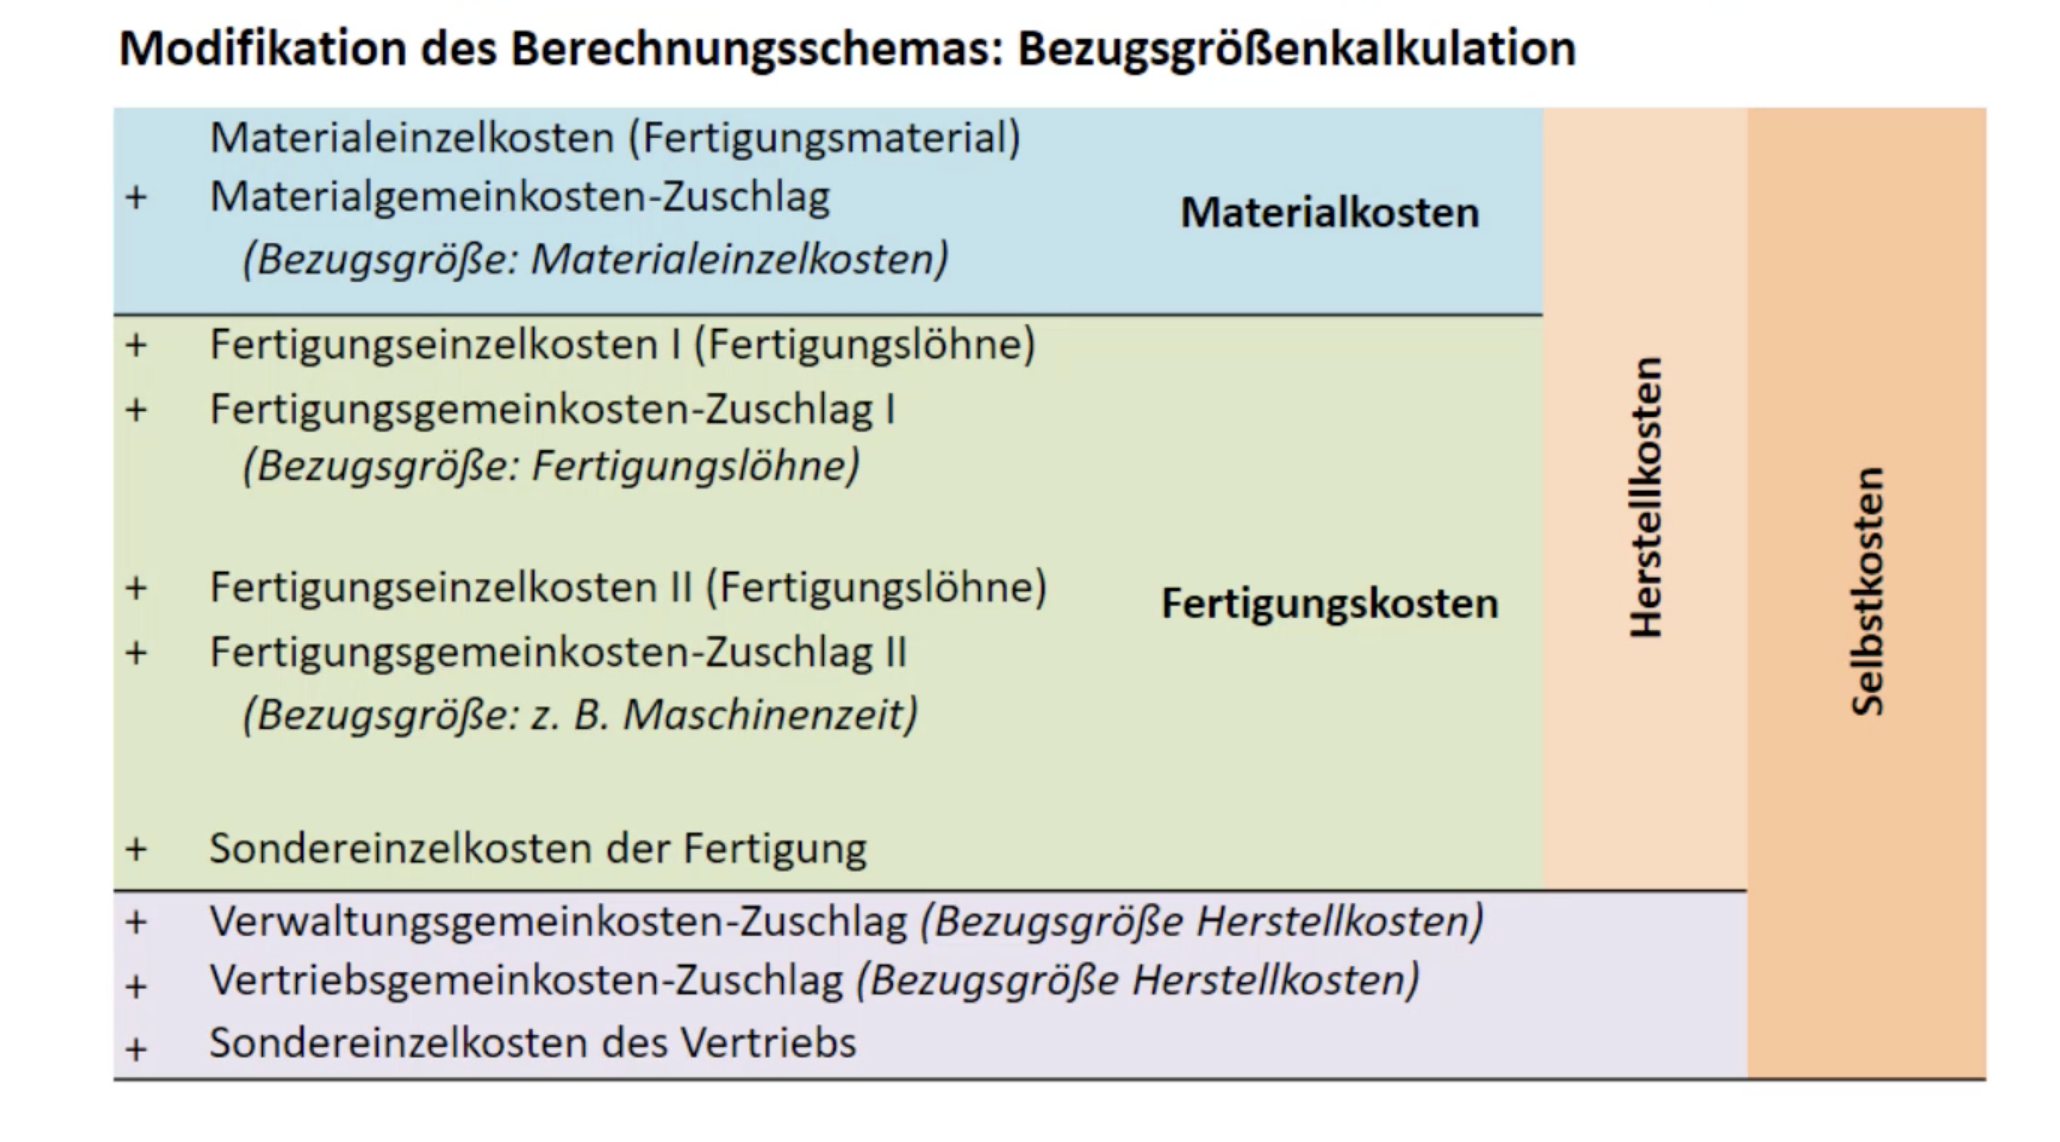 Modifikation des Berechnungsschemas: Bezugsgrößenkalkulation
Materialeinzelkosten (Fertigungsmaterial)
+ Materialgemeinkosten-Zuschlag
(Bezugsgröße: Materialeinzelkosten)
Materialkosten
+ Fertigungseinzelkosten I (Fertigungslöhne)
+ Fertigungsgemeinkosten-Zuschlag I
(Bezugsgröße: Fertigungslöhne)
+ Fertigungseinzelkosten II (Fertigungslöhne)
+ Fertigungsgemeinkosten-Zuschlag II
(Bezugsgröße: z. B. Maschinenzeit)
+ Sondereinzelkosten der Fertigung
Fertigungskosten
Herstellkosten
+ Verwaltungsgemeinkosten-Zuschlag (Bezugsgröße Herstellkosten)
+ Vertriebsgemeinkosten-Zuschlag (Bezugsgröße Herstellkosten)
+ Sondereinzelkosten des Vertriebs
Selbstkosten